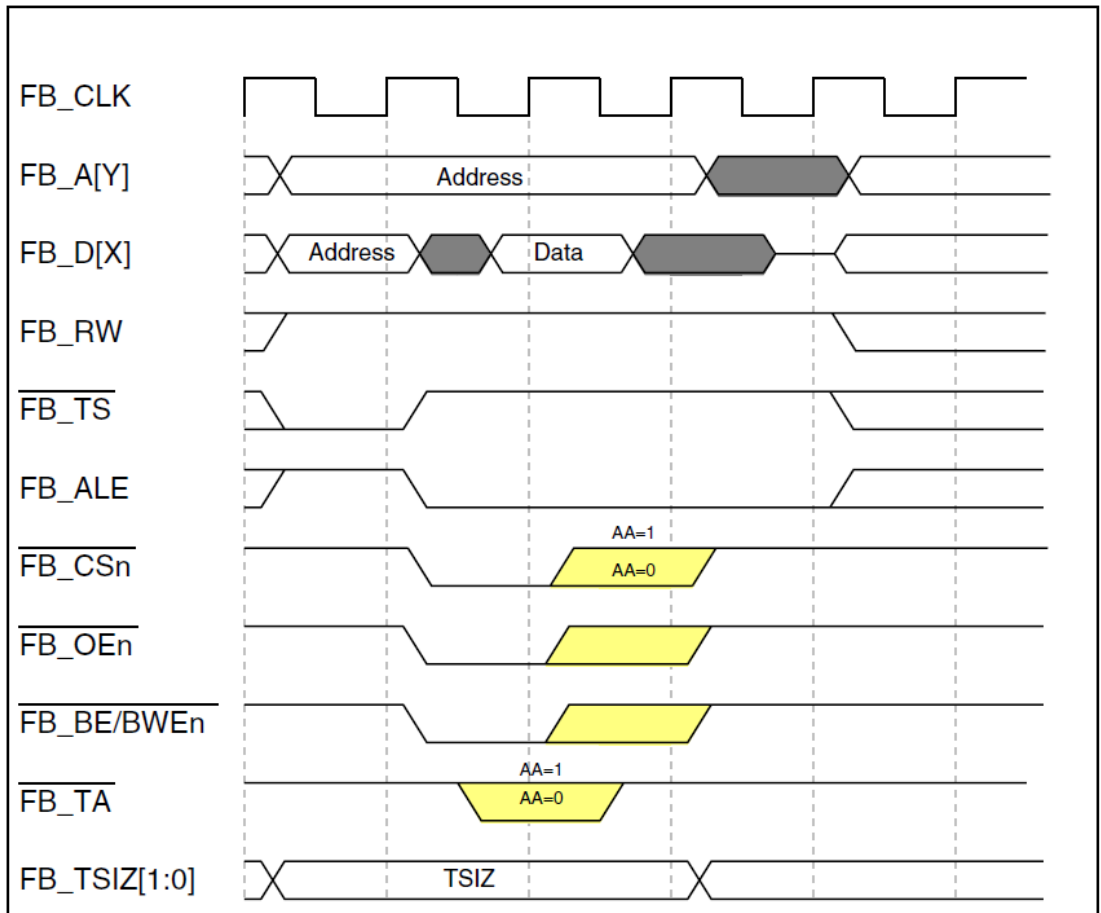 FB_CLK
FB_A[Y] Address
FB_D[X] Address Data
FB_RW
FB_TS
FB_ALE
AA=1
FB_CSn AA=0
FB_OEn
FB_BE/BWEn
AA=1
FB_TA AA=0
FB_TSIZ[1:0] TSIZ